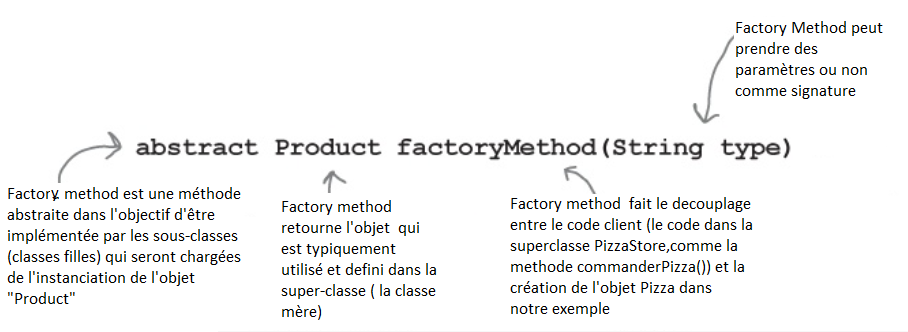 Factory Method peut
prendre des
paramètres ou non
comme signature
abstract Product factoryMethod(String type)
Factory method est une méthode
abstraite dans l'objectif d'être
implémentée par les sous-classes
(classes filles) qui seront chargées
de l'instanciation de l'objet
"Product"
Factory method
retourne l'objet qui
est typiquement
utilisé et defini dans la
super-classe ( la classe
mère)
Factory method fait le decouplage
entre le code client (le code dans la
superclasse PizzaStore,comme la
methode commanderPizza()) et la
création de l'objet Pizza dans
notre exemple